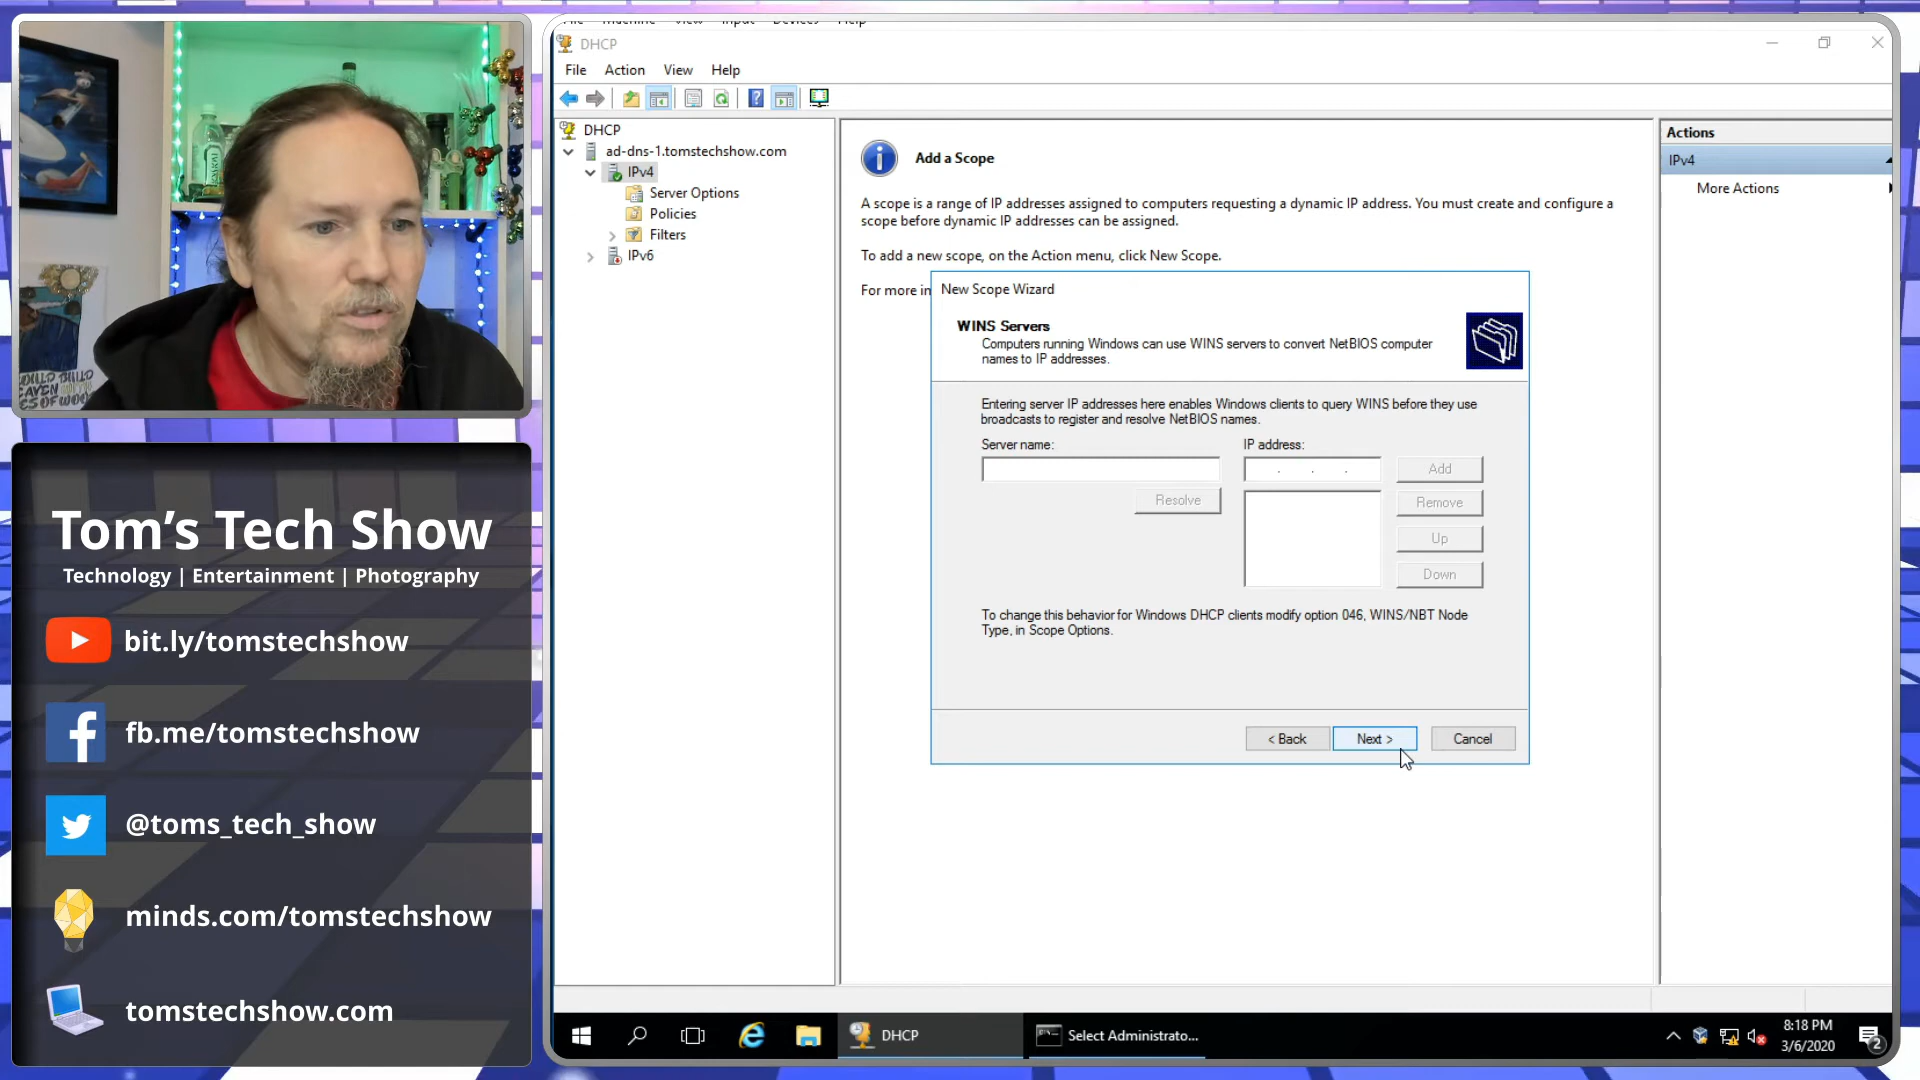 File Machine View Input Devices Help
DHCP
File Action View Help
DHCP
ad-dns-1.tomstechshow.com
IPv4
Server Options
Policies
Filters
IPv6
Add a Scope
A scope is a range of IP addresses assigned to computers requesting a dynamic IP address. You must create and configure a
scope before dynamic IP addresses can be assigned.
To add a new scope, on the Action menu, click New Scope.
For more in
New Scope Wizard
WINS Servers
Computers running Windows can use WINS servers to convert NetBIOS computer
names to IP addresses.
Entering server IP addresses here enables Windows clients to query WINS before they use
broadcasts to register and resolve NetBIOS names.
Server name:
IP address:
Add
Resolve
Remove
Up
Down
To change this behavior for Windows DHCP clients modify option 046, WINS/NBT Node
Type, in Scope Options.
< Back
Next >
Cancel
Actions
IPv4
More Actions
Tom's Tech Show
Technology | Entertainment | Photography
bit.ly/tomstechshow
fb.me/tomstechshow
@toms_tech_show
minds.com/tomstechshow
tomstechshow.com
DHCP
Select Administrato...
8:18 PM
3/6/2020
2